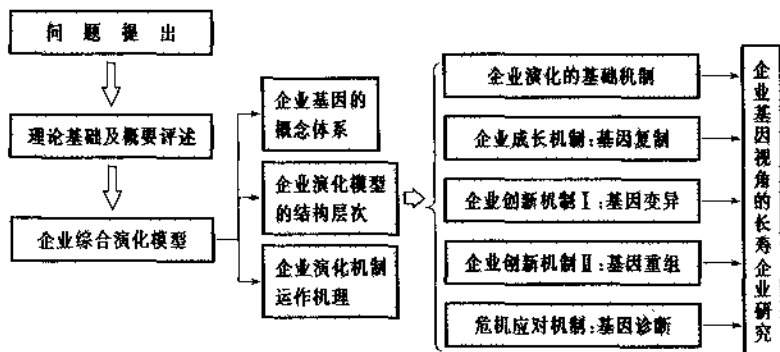 问 题 提 出
理论基础及概要评述
企业综合演化模型
企业基因的
概念体系
企业演化模型
的结构层次
企业演化机制
运作机理
企业演化的基础机制
企业成长机制:基因复制
企业创新机制Ⅰ:基因变异
企业创新机制Ⅱ:基因重组
危机应对机制:基因诊断
企业基因视角的长寿企业研究